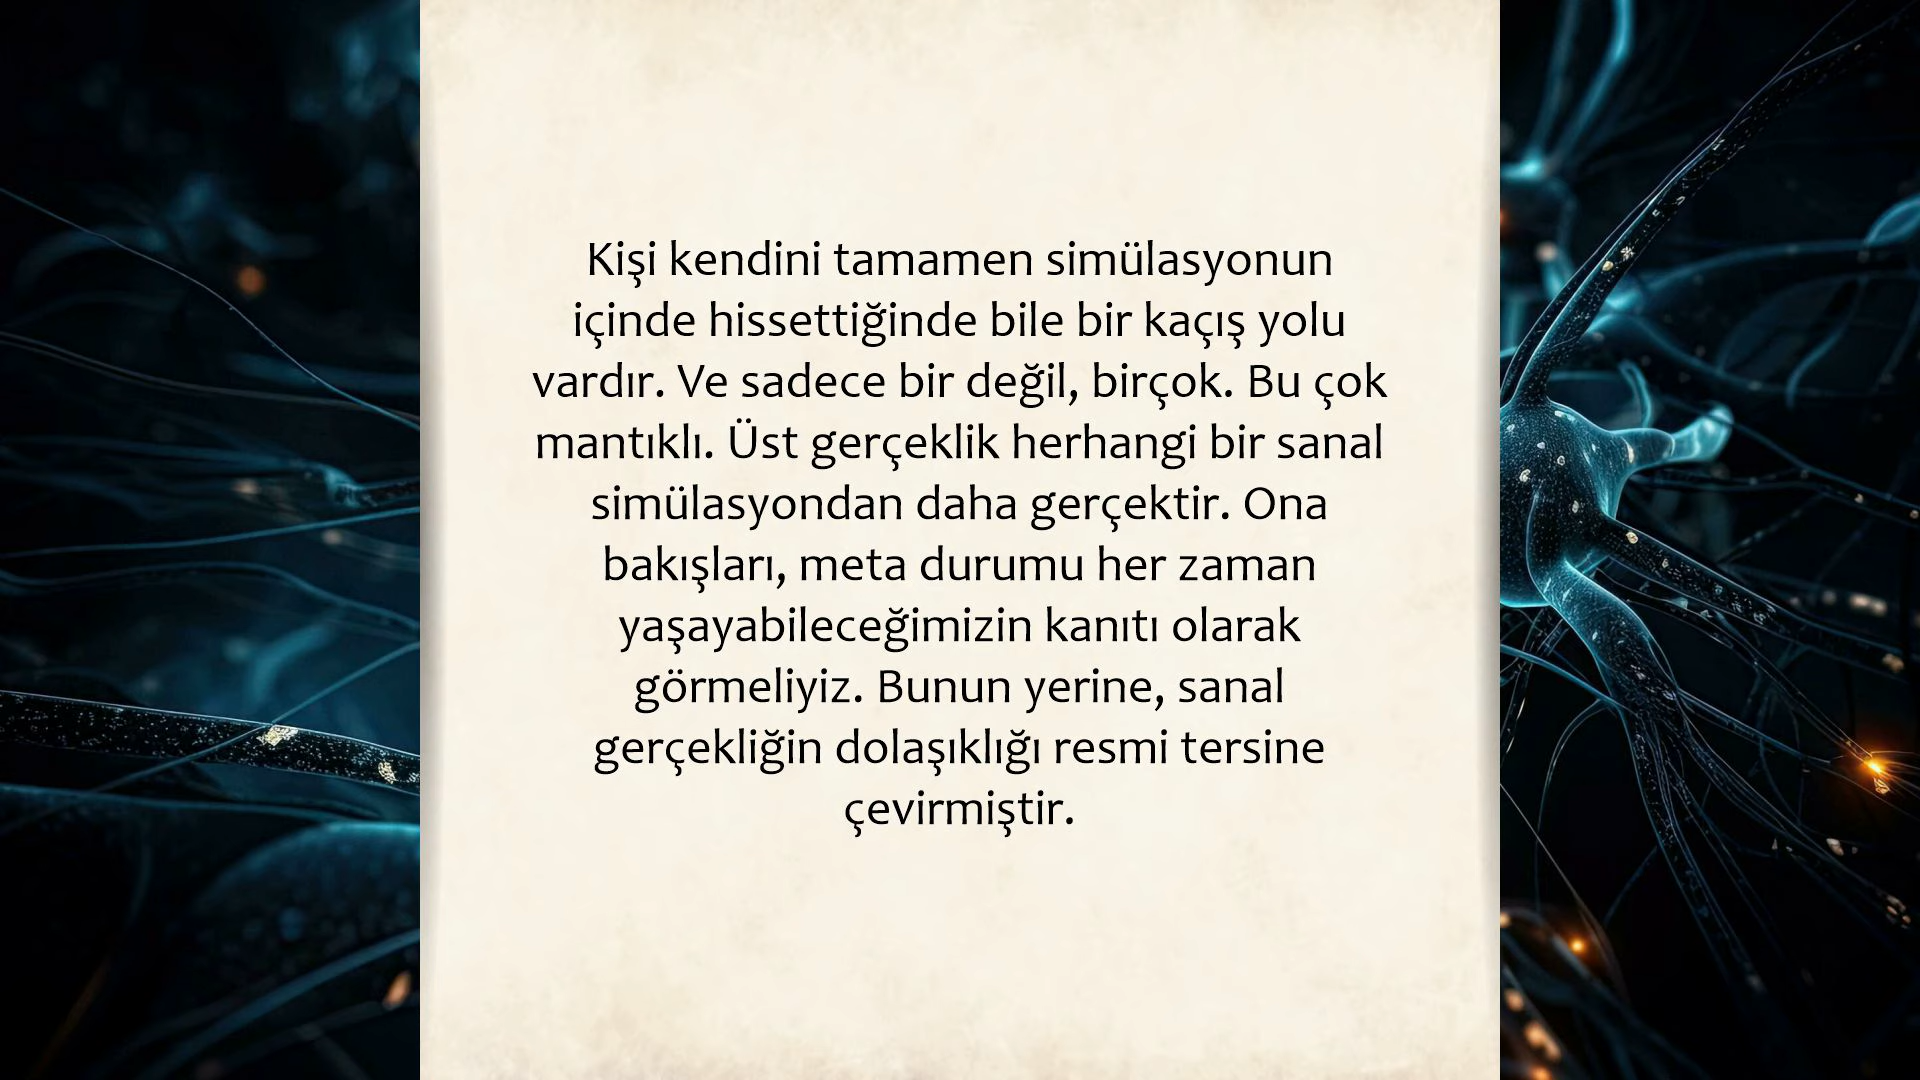 Kişi kendini tamamen simülasyonun
içinde hissettiğinde bile bir kaçış yolu
vardır. Ve sadece bir değil, birçok. Bu çok
mantıklı. Üst gerçeklik herhangi bir sanal
simülasyondan daha gerçektir. Ona
bakışları, meta durumu her zaman
yaşayabileceğimizin kanıtı olarak
görmeliyiz. Bunun yerine, sanal
gerçekliğin dolaşıklığı resmi tersine
çevirmiştir.